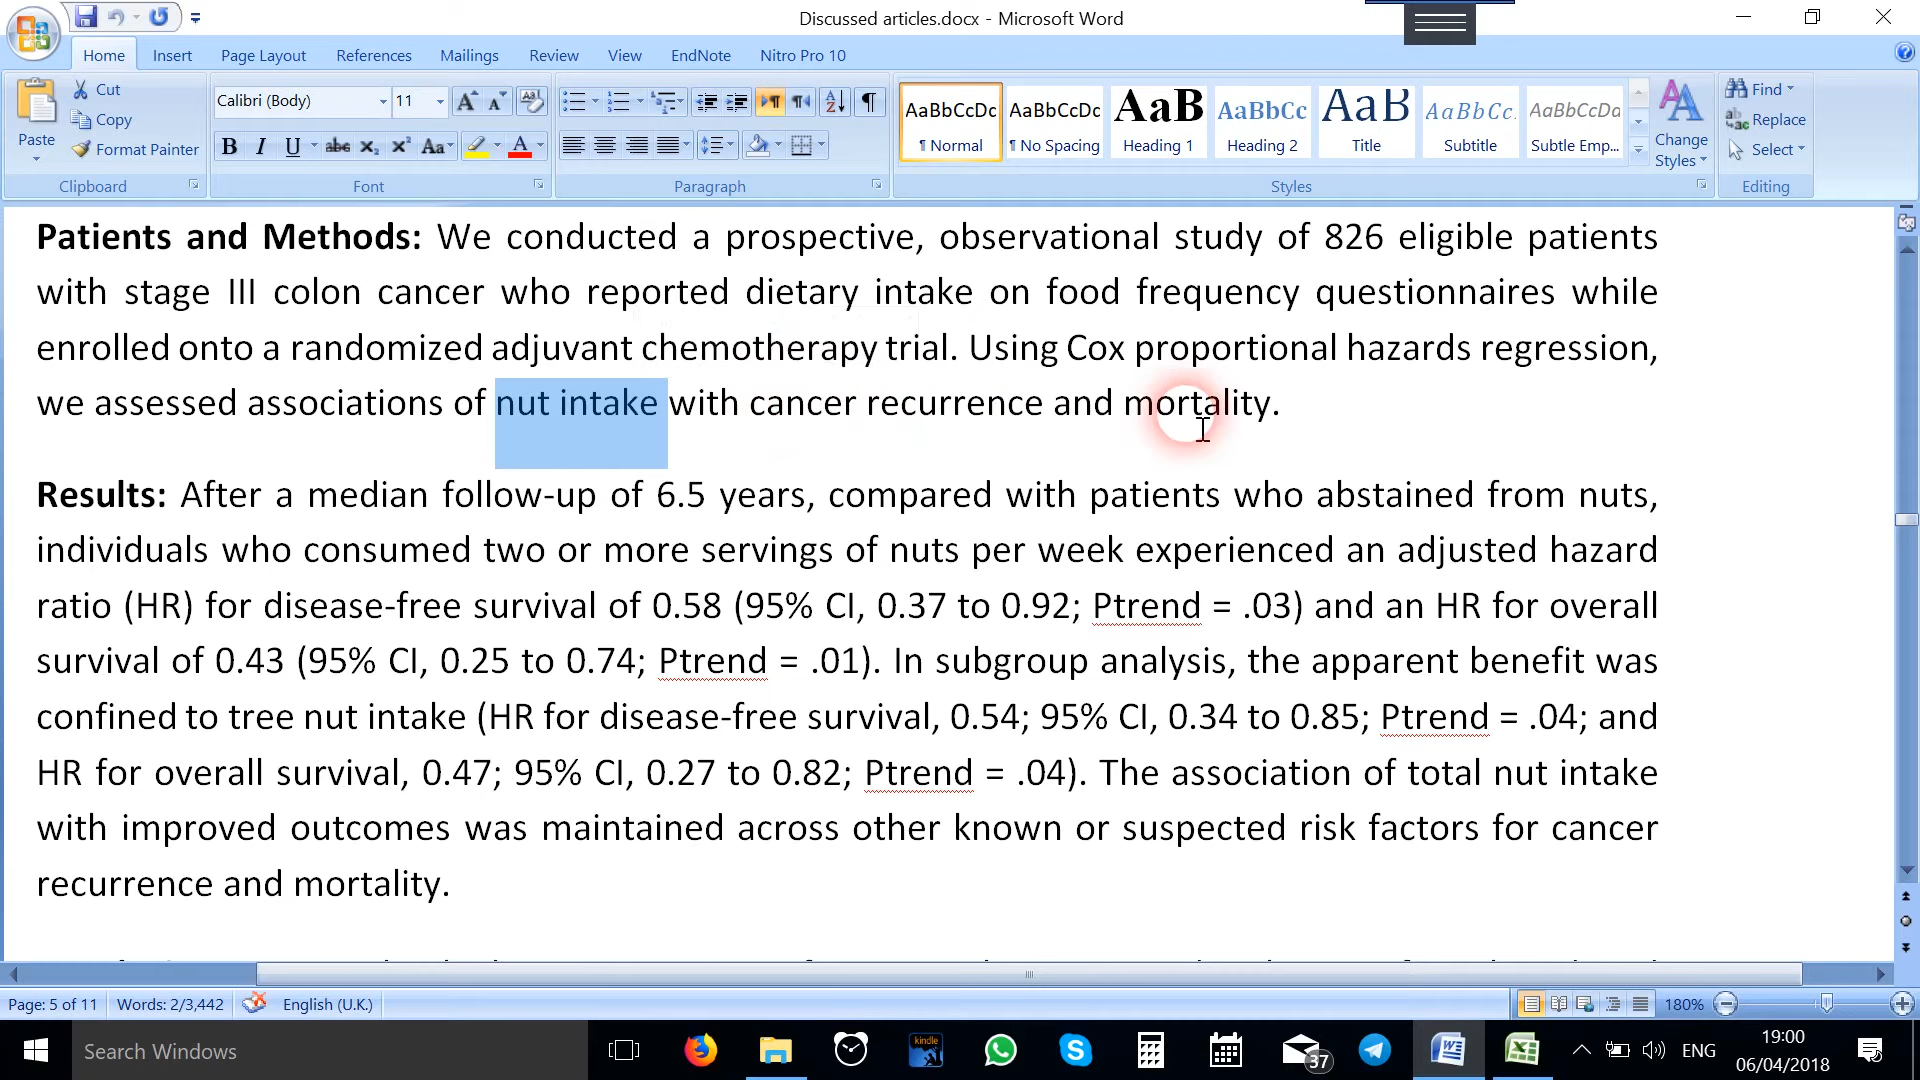 Discussed articles.docx - Microsoft Word
Home Insert Page Layout References Mailings Review View EndNote Nitro Pro 10
Paste
Cut
Copy
Format Painter
Clipboard
Calibri (Body) 11
Font
Paragraph
AaBbCcDc AaBbCcDc AaB AaBbCc AaB AaBbCc. AaBbCcDa
¶ Normal ¶ No Spacing Heading 1 Heading 2 Title Subtitle Subtle Emp...
Change Styles
Styles
Find
Replace
Select
Editing
Patients and Methods: We conducted a prospective, observational study of 826 eligible patients
with stage III colon cancer who reported dietary intake on food frequency questionnaires while
enrolled onto a randomized adjuvant chemotherapy trial. Using Cox proportional hazards regression,
we assessed associations of nut intake with cancer recurrence and mortality.
Results: After a median follow-up of 6.5 years, compared with patients who abstained from nuts,
individuals who consumed two or more servings of nuts per week experienced an adjusted hazard
ratio (HR) for disease-free survival of 0.58 (95% CI, 0.37 to 0.92; Ptrend = .03) and an HR for overall
survival of 0.43 (95% CI, 0.25 to 0.74; Ptrend = .01). In subgroup analysis, the apparent benefit was
confined to tree nut intake (HR for disease-free survival, 0.54; 95% CI, 0.34 to 0.85; Ptrend = .04; and
HR for overall survival, 0.47; 95% CI, 0.27 to 0.82; Ptrend = .04). The association of total nut intake
with improved outcomes was maintained across other known or suspected risk factors for cancer
recurrence and mortality.
Page: 5 of 11 Words: 2/3,442 English (U.K.) 180%
Search Windows
kindle
37
ENG
19:00
06/04/2018